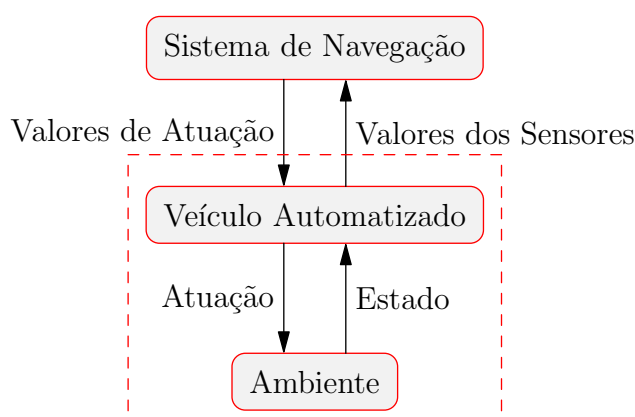 Sistema de Navegação
Valores de Atuação
Valores dos Sensores
Veículo Automatizado
Atuação
Estado
Ambiente